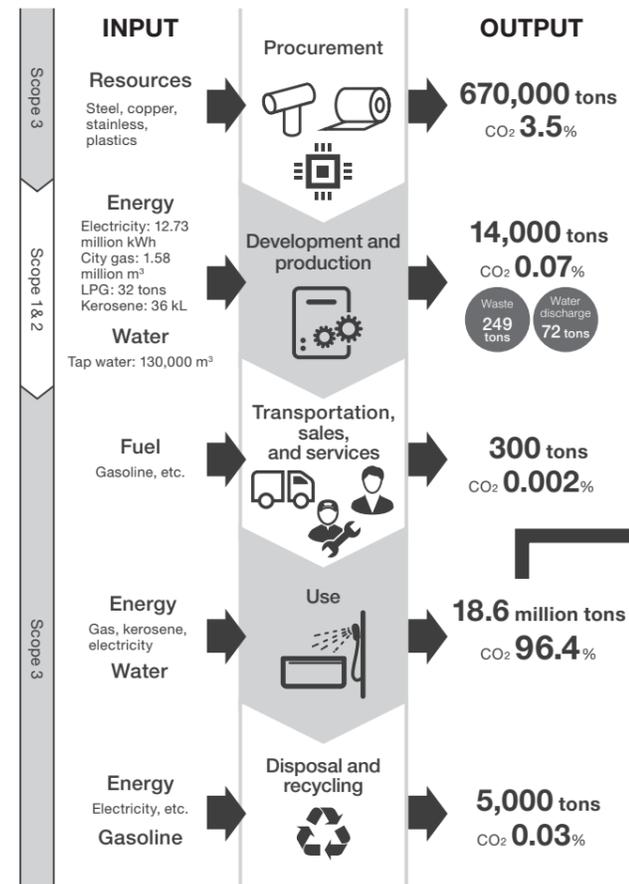 INPUT
OUTPUT
Scope 3
Resources
Steel, copper,
stainless,
plastics
Procurement
670,000 tons
CO2 3.5%
Scope 1&2
Energy
Electricity: 12.73
million kWh
City gas: 1.58
million m³
LPG: 32 tons
Kerosene: 36 kL
Water
Tap water: 130,000 m³
Development and
production
14,000 tons
CO2 0.07%
Waste
249
tons
Water
discharge
72 tons
Scope 3
Fuel
Gasoline, etc.
Transportation,
sales,
and services
300 tons
CO2 0.002%
Energy
Gas, kerosene,
electricity
Water
Use
18.6 million tons
CO2 96.4%
Energy
Electricity, etc.
Gasoline
Disposal and
recycling
5,000 tons
CO2 0.03%